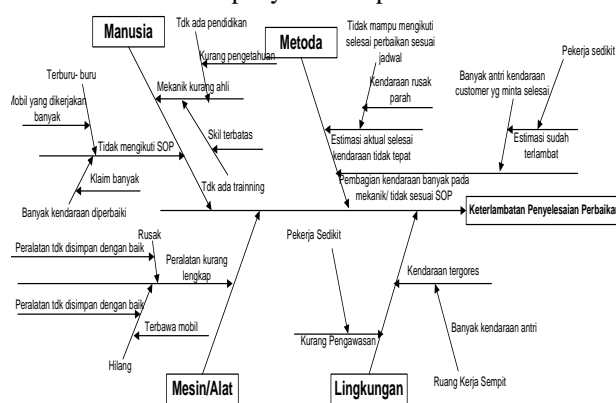 Manusia
Tdk ada pendidikan
Kurang pengetahuan
Metoda
Tidak mampu mengikuti
selesai perbaikan sesuai
jadwal
Pekerja sedikit
Terburu- buru
Mekanik kurang ahli
Kendaraan rusak
parah
Banyak antri kendaraan
customer yg minta selesai
Mobil yang dikerjakan
banyak
Tidak mengikuti SOP
Skil terbatas
Estimasi aktual selesai
kendaraan tidak tepat
Estimasi sudah
terlambat
Klaim banyak
Tdk ada trainning
Pembagian kendaraan banyak pada
mekanik/ tidak sesuai SOP
Banyak kendaraan diperbaiki
Keterlambatan Penyelesaian Perbaikan
Rusak
Peralatan tdk disimpan dengan baik
Peralatan kurang
lengkap
Pekerja Sedikit
Kendaraan tergores
Peralatan tdk disimpan dengan baik
Terbawa mobil
Kurang Pengawasan
Banyak kendaraan antri
Hilang
Ruang Kerja Sempit
Mesin/Alat
Lingkungan